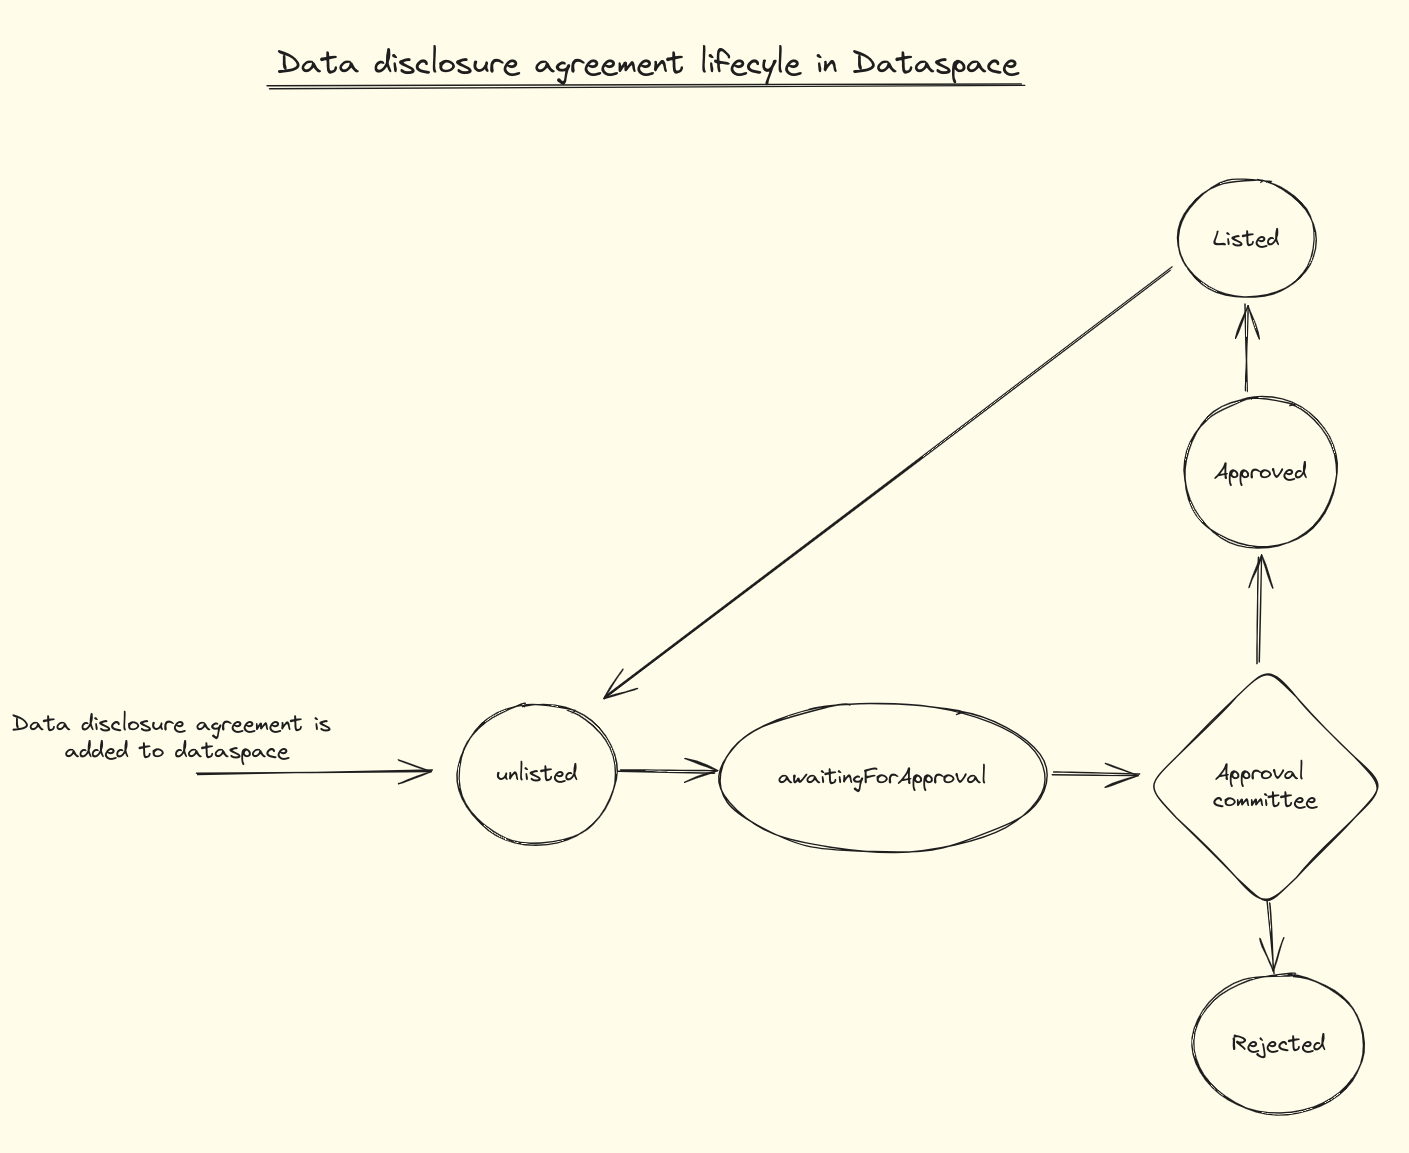 Data disclosure agreement lifecyle in Dataspace
Listed
Approved
Data disclosure agreement is
added to dataspace
unlisted
awaitingForApproval
Approval
committee
Rejected